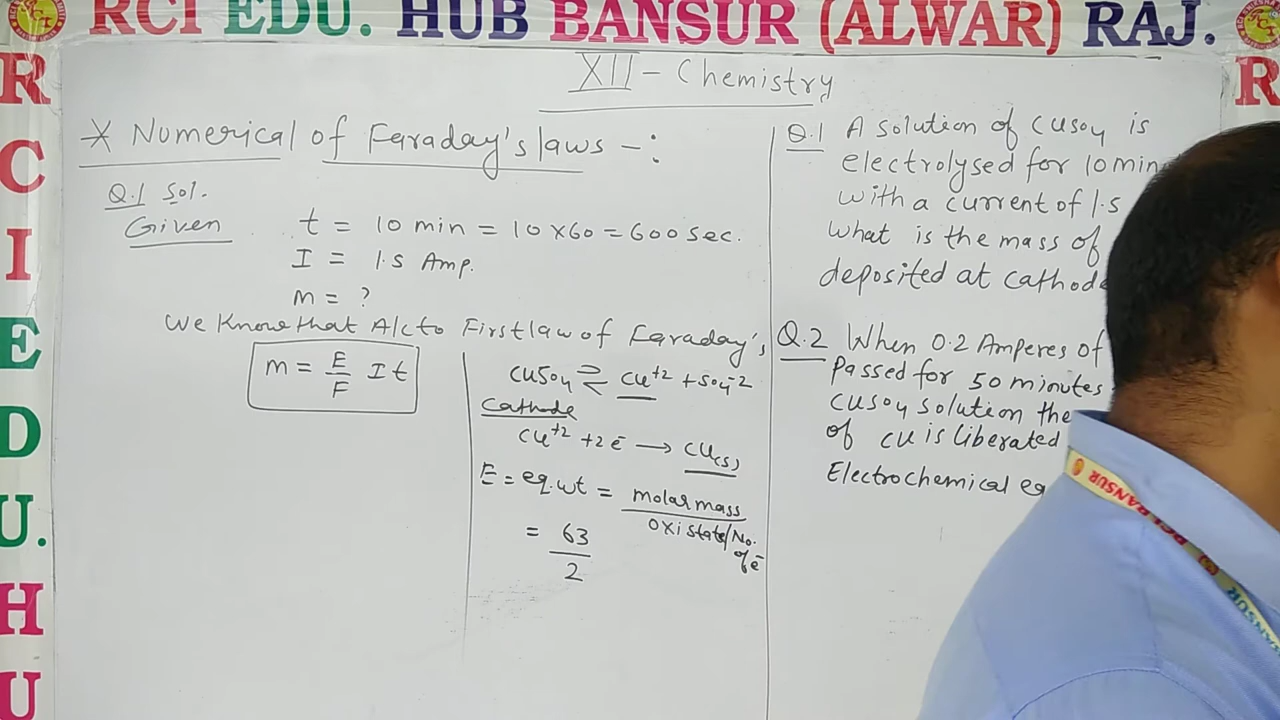 RCI EDU. HUB BANSUR (ALWAR) RAJ.
R
C
I
E
D
U.
H
U
R
XII - Chemistry
* Numerical of Faraday's laws -:
Q.1 Sol.
Given
t = 10 min = 10 x 60 = 600 sec.
I = 1.5 Amp.
m = ?
We Know that A/c to First law of Faraday's
m = E/F I t
CuSO4 ⇌ Cu+2 + SO4-2
Cathode
Cu+2 + 2e- → Cu(s)
E = eq. wt = molar mass / oxi state/No. of e-
= 63/2
Q.1 A solution of CuSO4 is
electrolysed for 10 min
with a current of 1.5
what is the mass of
deposited at cathode
Q.2 When 0.2 Amperes of
Passed for 50 minutes
CuSO4 solution the
of Cu is liberated
Electrochemical eq
BANSUR
RCI BANSUR
BANSUR